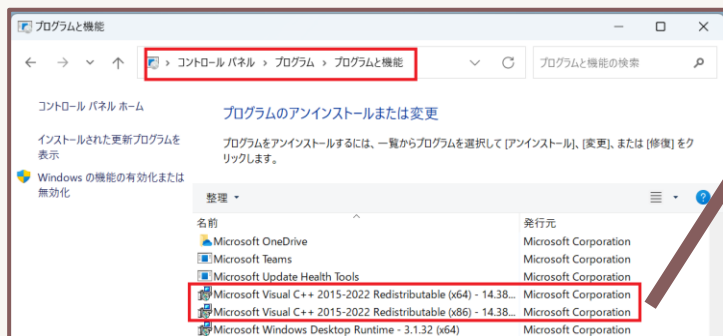 プログラムと機能
コントロール パネル › プログラム › プログラムと機能
プログラムと機能の検索
コントロール パネル ホーム
インストールされた更新プログラムを
表示
Windows の機能の有効化または
無効化
プログラムのアンインストールまたは変更
プログラムをアンインストールするには、一覧からプログラムを選択して [アンインストール]、[変更]、または [修復] をク
リックします。
整理
名前 発行元
Microsoft OneDrive Microsoft Corporation
Microsoft Teams Microsoft Corporation
Microsoft Update Health Tools Microsoft Corporation
Microsoft Visual C++ 2015-2022 Redistributable (x64) - 14.38... Microsoft Corporation
Microsoft Visual C++ 2015-2022 Redistributable (x86) - 14.38... Microsoft Corporation
Microsoft Windows Desktop Runtime - 3.1.32 (x64) Microsoft Corporation